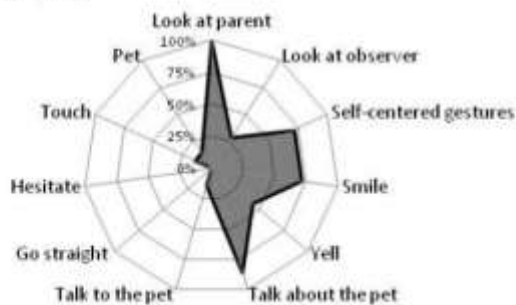 Look at parent
100%
Pet
Look at observer
75%
50%
Touch
Self-centered gestures
25%
0%
Hesitate
Smile
Go straight
Yell
Talk to the pet
Talk about the pet